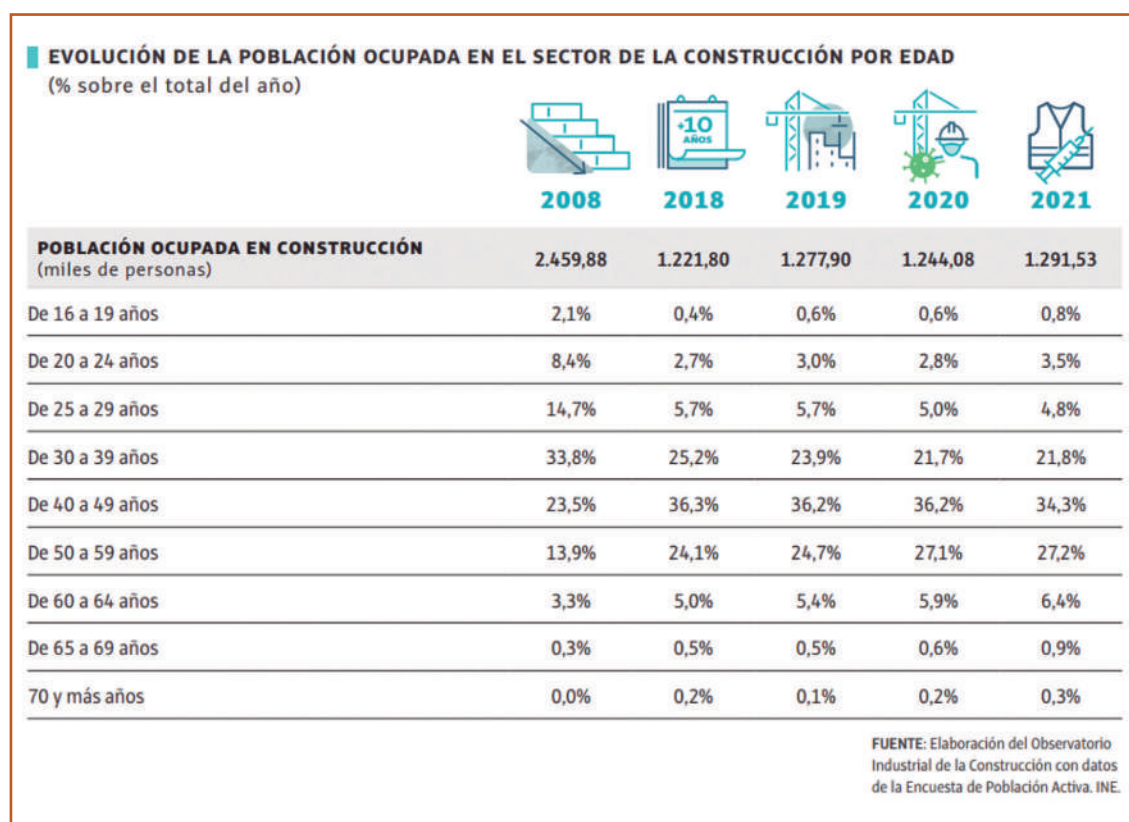 EVOLUCIÓN DE LA POBLACIÓN OCUPADA EN EL SECTOR DE LA CONSTRUCCIÓN POR EDAD
(% sobre el total del año)
+10
AÑOS
2008 2018 2019 2020 2021
POBLACIÓN OCUPADA EN CONSTRUCCIÓN
(miles de personas)
2.459,88 1.221,80 1.277,90 1.244,08 1.291,53
De 16 a 19 años 2,1% 0,4% 0,6% 0,6% 0,8%
De 20 a 24 años 8,4% 2,7% 3,0% 2,8% 3,5%
De 25 a 29 años 14,7% 5,7% 5,7% 5,0% 4,8%
De 30 a 39 años 33,8% 25,2% 23,9% 21,7% 21,8%
De 40 a 49 años 23,5% 36,3% 36,2% 36,2% 34,3%
De 50 a 59 años 13,9% 24,1% 24,7% 27,1% 27,2%
De 60 a 64 años 3,3% 5,0% 5,4% 5,9% 6,4%
De 65 a 69 años 0,3% 0,5% 0,5% 0,6% 0,9%
70 y más años 0,0% 0,2% 0,1% 0,2% 0,3%
FUENTE: Elaboración del Observatorio
Industrial de la Construcción con datos
de la Encuesta de Población Activa. INE.